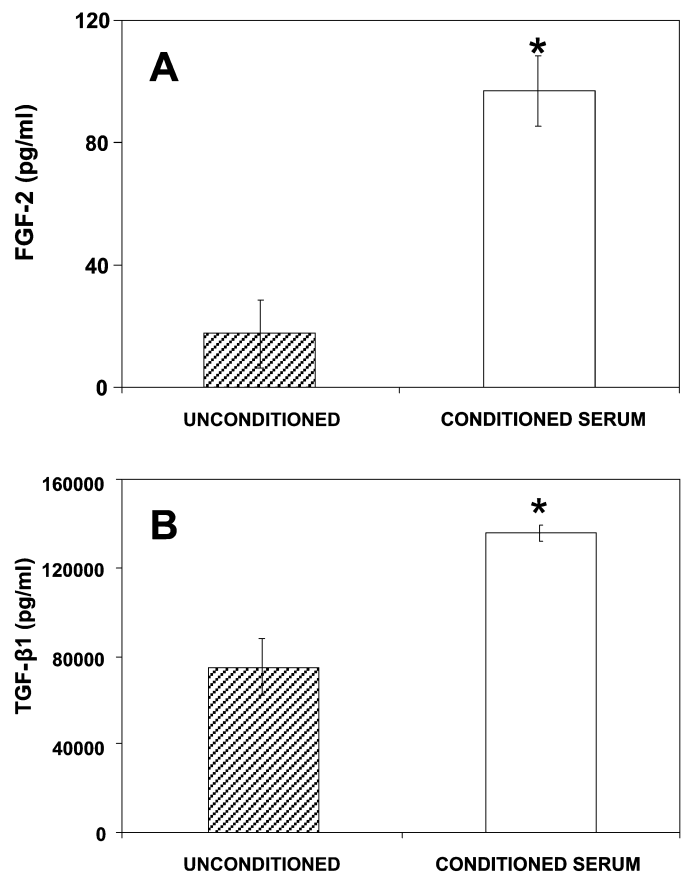 120
A
*
80
FGF-2 (pg/ml)
40
0
UNCONDITIONED
CONDITIONED SERUM
160000
B
*
120000
TGF-β1 (pg/ml)
80000
40000
0
UNCONDITIONED
CONDITIONED SERUM